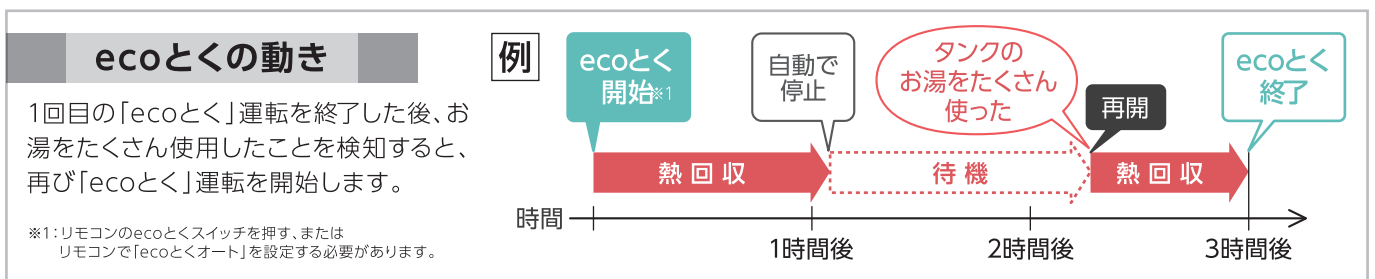 ecoとくの動き
1回目の「ecoとく」運転を終了した後、お
湯をたくさん使用したことを検知すると、
再び「ecoとく」運転を開始します。
※1：リモコンのecoとくスイッチを押す、または
リモコンで「ecoとくオート」を設定する必要があります。
例
ecoとく
開始※1
自動で
停止
タンクの
お湯をたくさん
使った
再開
ecoとく
終了
熱回収
待機
熱回収
時間
1時間後
2時間後
3時間後